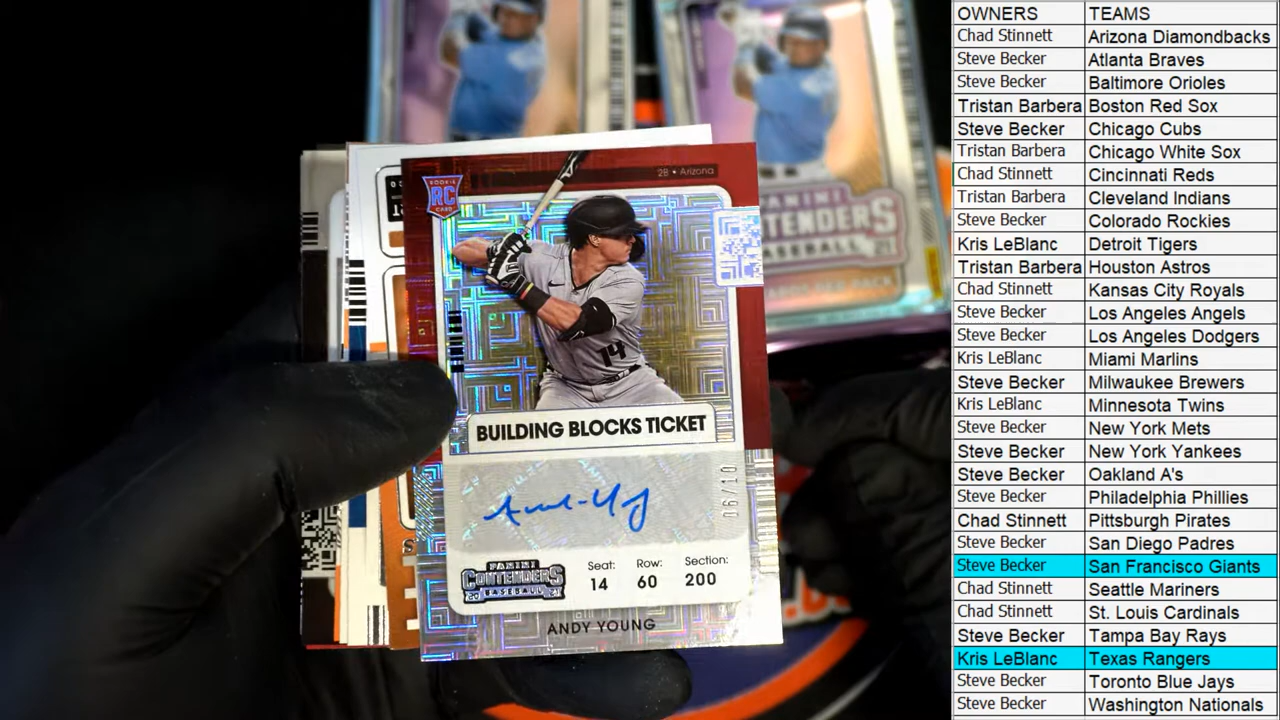 ROOKIE
RC
CARD
2B • Arizona
BUILDING BLOCKS TICKET
06/10
PANINI
CONTENDERS
20 BASEBALL 21
Seat: Row: Section:
14 60 200
ANDY YOUNG
14
PANINI
CONTENDERS
BASEBALL
OWNERS TEAMS
Chad Stinnett Arizona Diamondbacks
Steve Becker Atlanta Braves
Steve Becker Baltimore Orioles
Tristan Barbera Boston Red Sox
Steve Becker Chicago Cubs
Tristan Barbera Chicago White Sox
Chad Stinnett Cincinnati Reds
Tristan Barbera Cleveland Indians
Steve Becker Colorado Rockies
Kris LeBlanc Detroit Tigers
Tristan Barbera Houston Astros
Chad Stinnett Kansas City Royals
Steve Becker Los Angeles Angels
Steve Becker Los Angeles Dodgers
Kris LeBlanc Miami Marlins
Steve Becker Milwaukee Brewers
Kris LeBlanc Minnesota Twins
Steve Becker New York Mets
Steve Becker New York Yankees
Steve Becker Oakland A's
Steve Becker Philadelphia Phillies
Chad Stinnett Pittsburgh Pirates
Steve Becker San Diego Padres
Steve Becker San Francisco Giants
Chad Stinnett Seattle Mariners
Chad Stinnett St. Louis Cardinals
Steve Becker Tampa Bay Rays
Kris LeBlanc Texas Rangers
Steve Becker Toronto Blue Jays
Steve Becker Washington Nationals